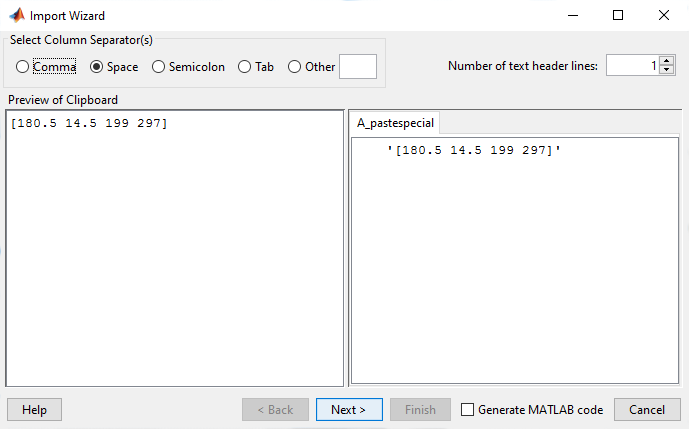 Import Wizard
Select Column Separator(s)
Comma Space Semicolon Tab Other
Number of text header lines: 1
Preview of Clipboard
[180.5 14.5 199 297]
A_pastespecial
'[180.5 14.5 199 297]'
Help < Back Next > Finish Generate MATLAB code Cancel